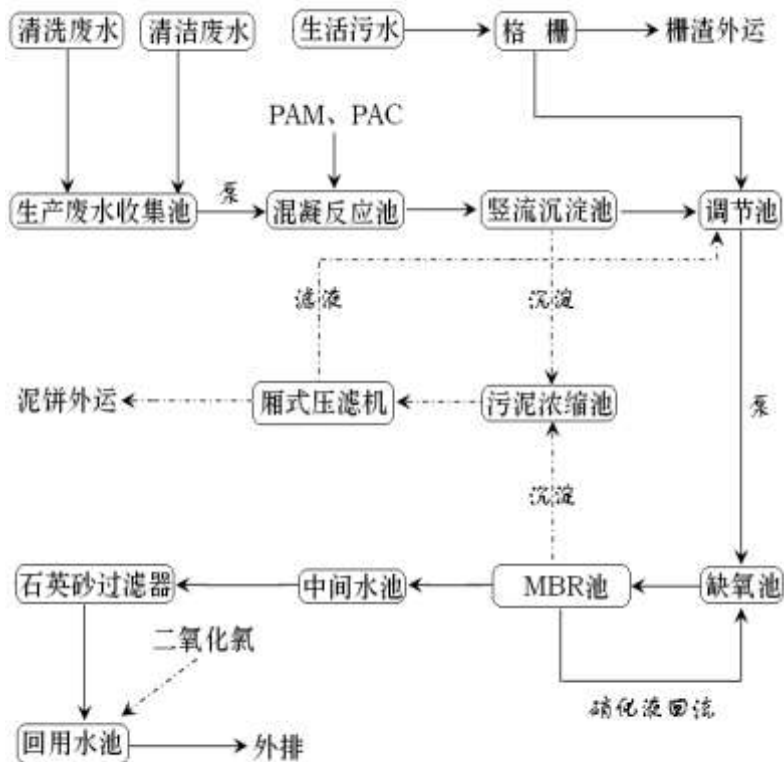 清洗废水 清洁废水 生活污水 格 栅 栅渣外运
PAM、PAC
生产废水收集池 泵 混凝反应池 竖流沉淀池 调节池
滤液 沉淀
泥饼外运 厢式压滤机 污泥浓缩池 泵
沉淀
石英砂过滤器 中间水池 MBR池 缺氧池
二氧化氯
硝化液回流
回用水池 外排